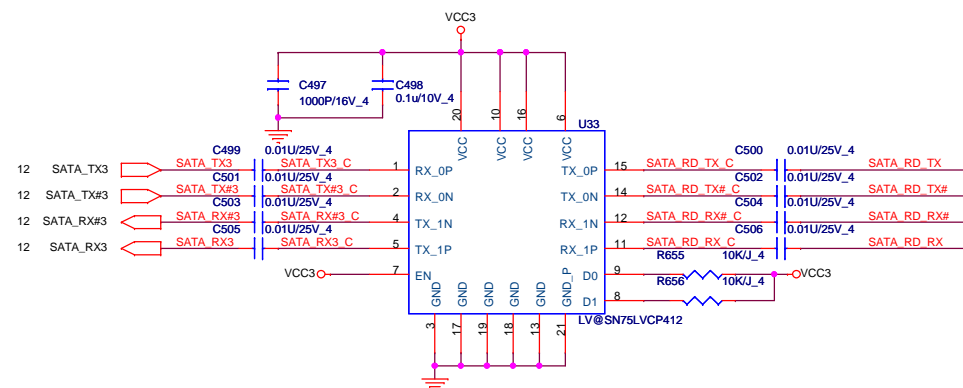 VCC3
C497
1000P/16V_4
C498
0.1u/10V_4
20
10
16
6
U33
VCC
VCC
VCC
VCC
C499
0.01U/25V_4
C500
0.01U/25V_4
12
SATA_TX3
SATA_TX3
SATA_TX3_C
1
RX_0P
TX_0P
15
SATA_RD_TX_C
SATA_RD_TX
C501
0.01U/25V_4
C502
0.01U/25V_4
12
SATA_TX#3
SATA_TX#3
SATA_TX#3_C
2
RX_0N
TX_0N
14
SATA_RD_TX#_C
SATA_RD_TX#
C503
0.01U/25V_4
C504
0.01U/25V_4
12
SATA_RX#3
SATA_RX#3
SATA_RX#3_C
4
TX_1N
RX_1N
12
SATA_RD_RX#_C
SATA_RD_RX#
C505
0.01U/25V_4
C506
0.01U/25V_4
12
SATA_RX3
SATA_RX3
SATA_RX3_C
5
TX_1P
RX_1P
11
SATA_RD_RX_C
SATA_RD_RX
R655
10K/J_4
VCC3
7
EN
D0
9
VCC3
R656
10K/J_4
D1
8
GND
GND
GND
GND
GND
GND_P
LV@SN75LVCP412
3
17
19
18
13
21